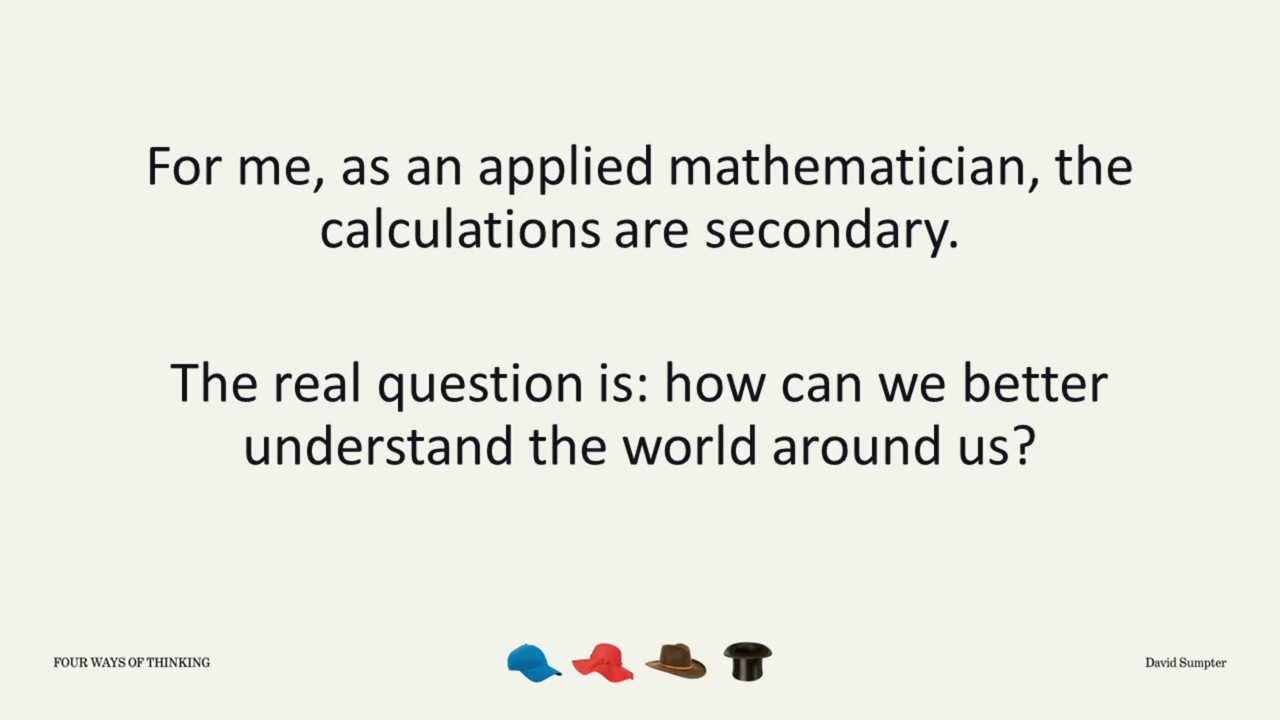 For me, as an applied mathematician, the
calculations are secondary.
The real question is: how can we better
understand the world around us?
FOUR WAYS OF THINKING
David Sumpter